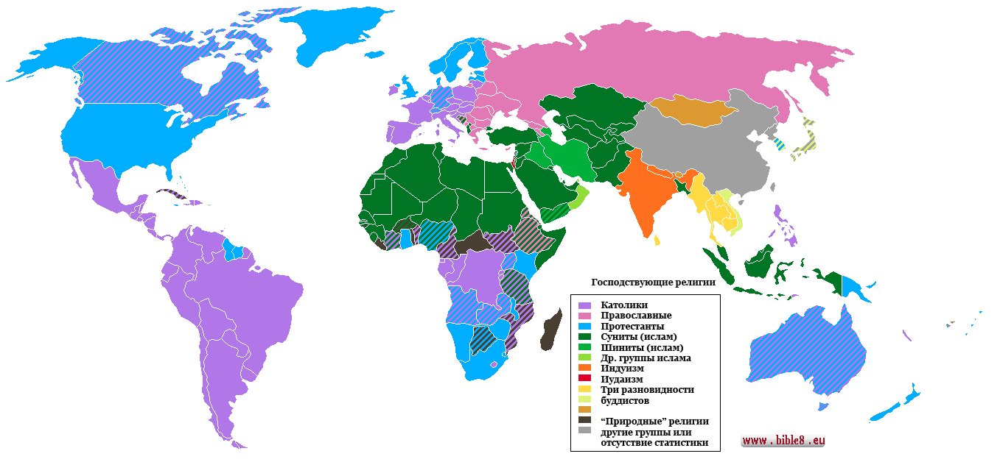 Господствующие религии
Католики
Православные
Протестанты
Суниты (ислам)
Шиниты (ислам)
Др. группы ислама
Индуизм
Иудаизм
Три разновидности
буддистов
“Природные” религии
другие группы или
отсутствие статистики
www . bible8 . eu